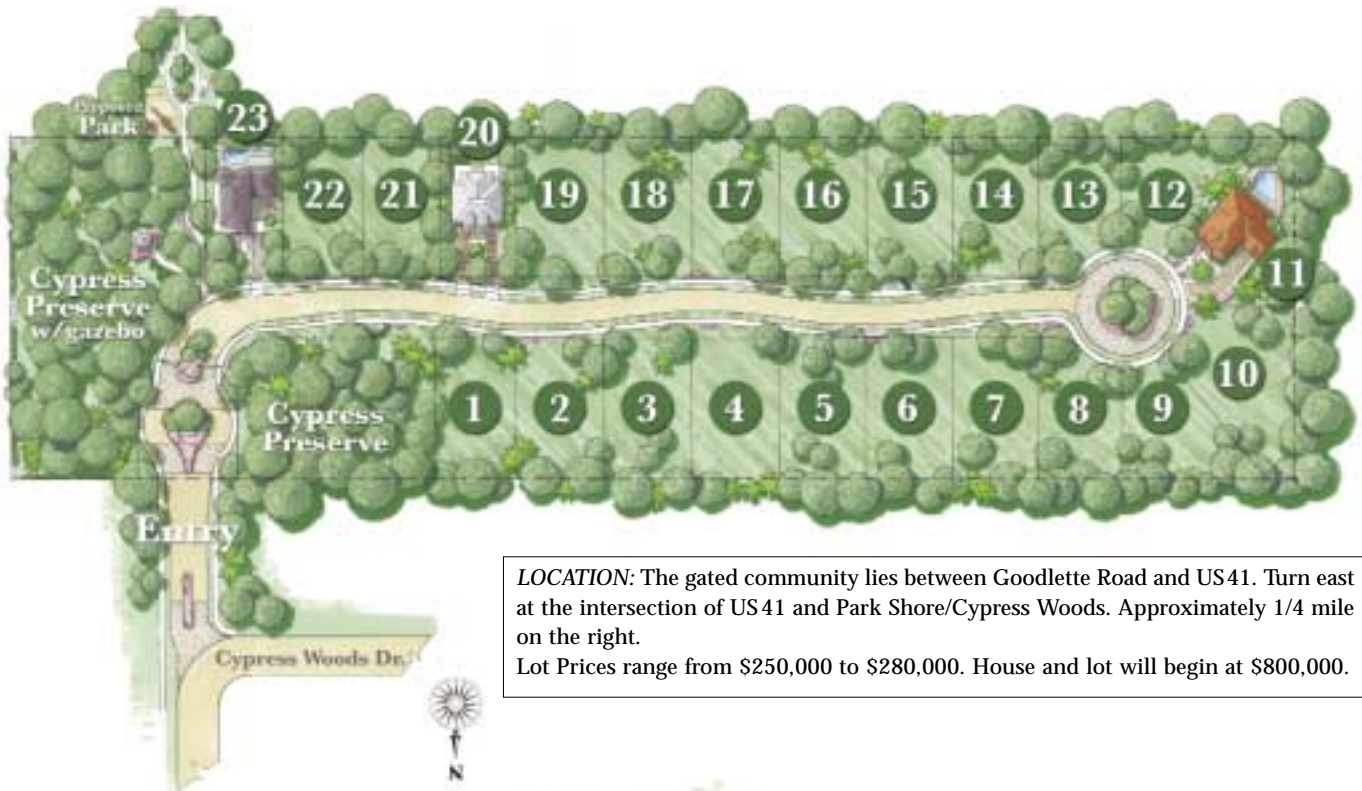 23
20
Park
22
21
19
18
17
16
15
14
13
12
11
Cypress
Preserve
w/gazebo
10
Cypress
Preserve
1
2
3
4
5
6
7
8
9
Entry
LOCATION: The gated community lies between Goodlette Road and US41. Turn east
at the intersection of US41 and Park Shore/Cypress Woods. Approximately 1/4 mile
on the right.
Lot Prices range from $250,000 to $280,000. House and lot will begin at $800,000.
Cypress Woods Dr.
N